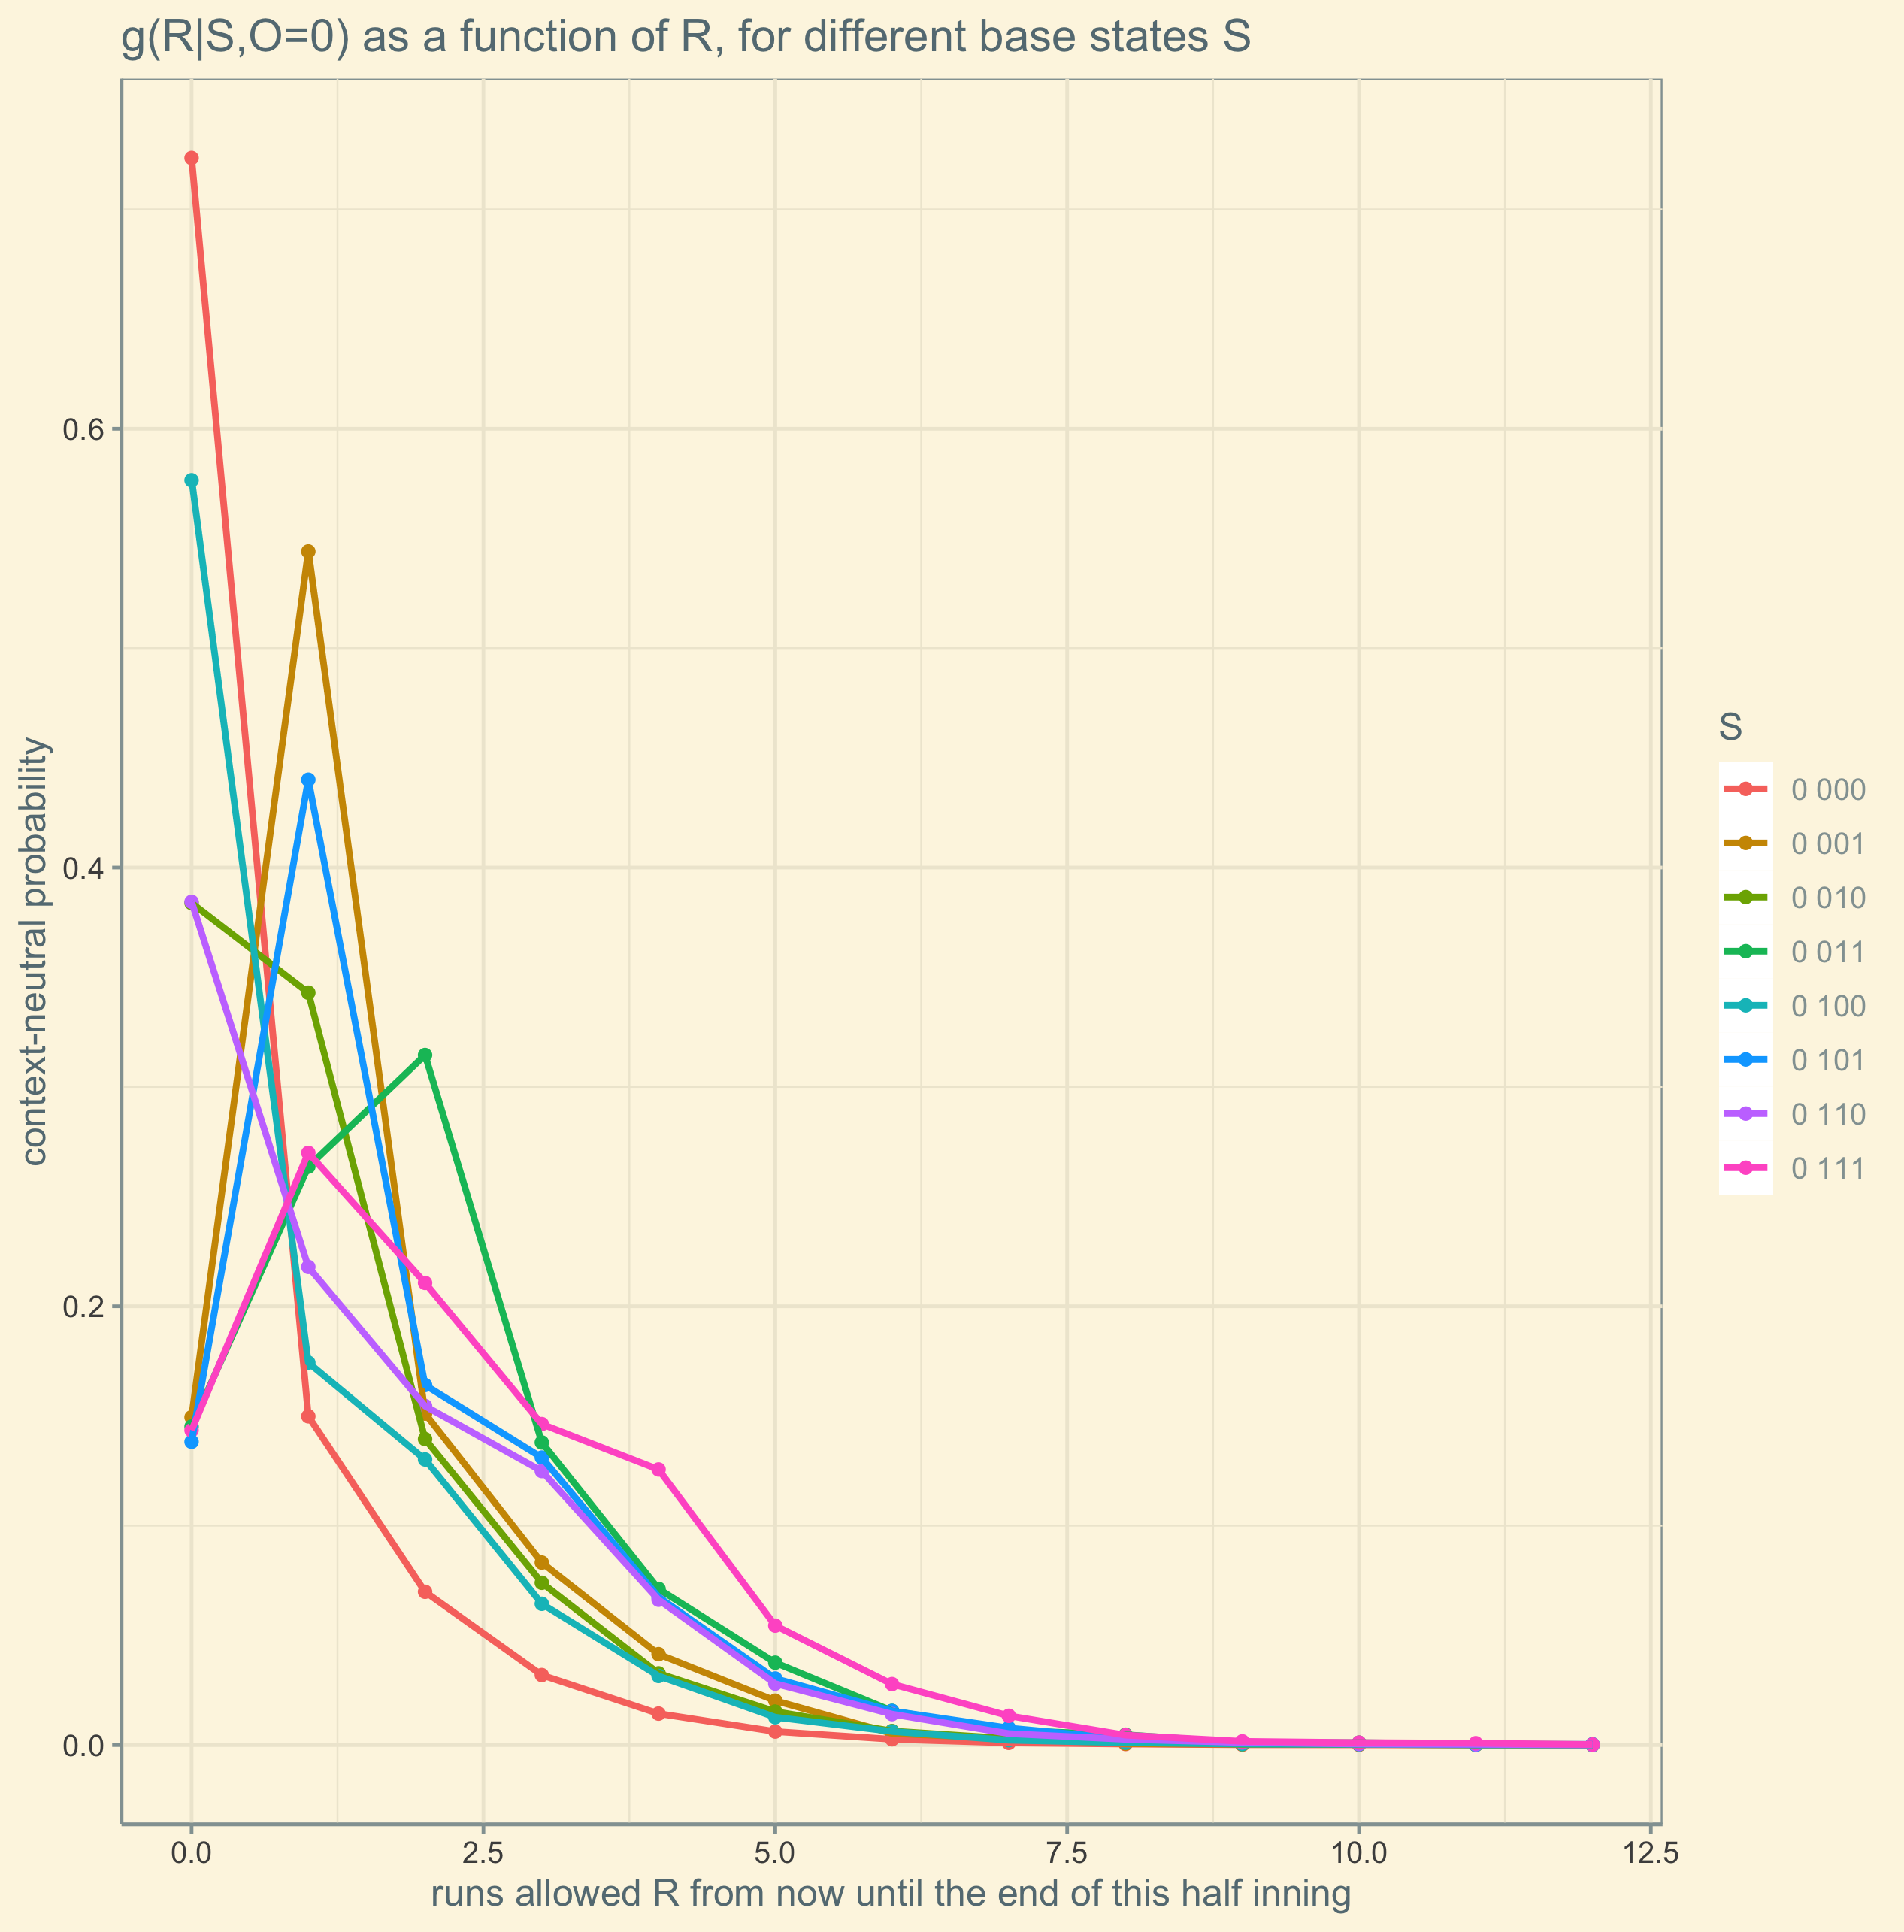 g(R|S,O=0) as a function of R, for different base states S
context-neutral probability
0.6
0.4
0.2
0.0
0.0 2.5 5.0 7.5 10.0 12.5
runs allowed R from now until the end of this half inning
S
0 000
0 001
0 010
0 011
0 100
0 101
0 110
0 111